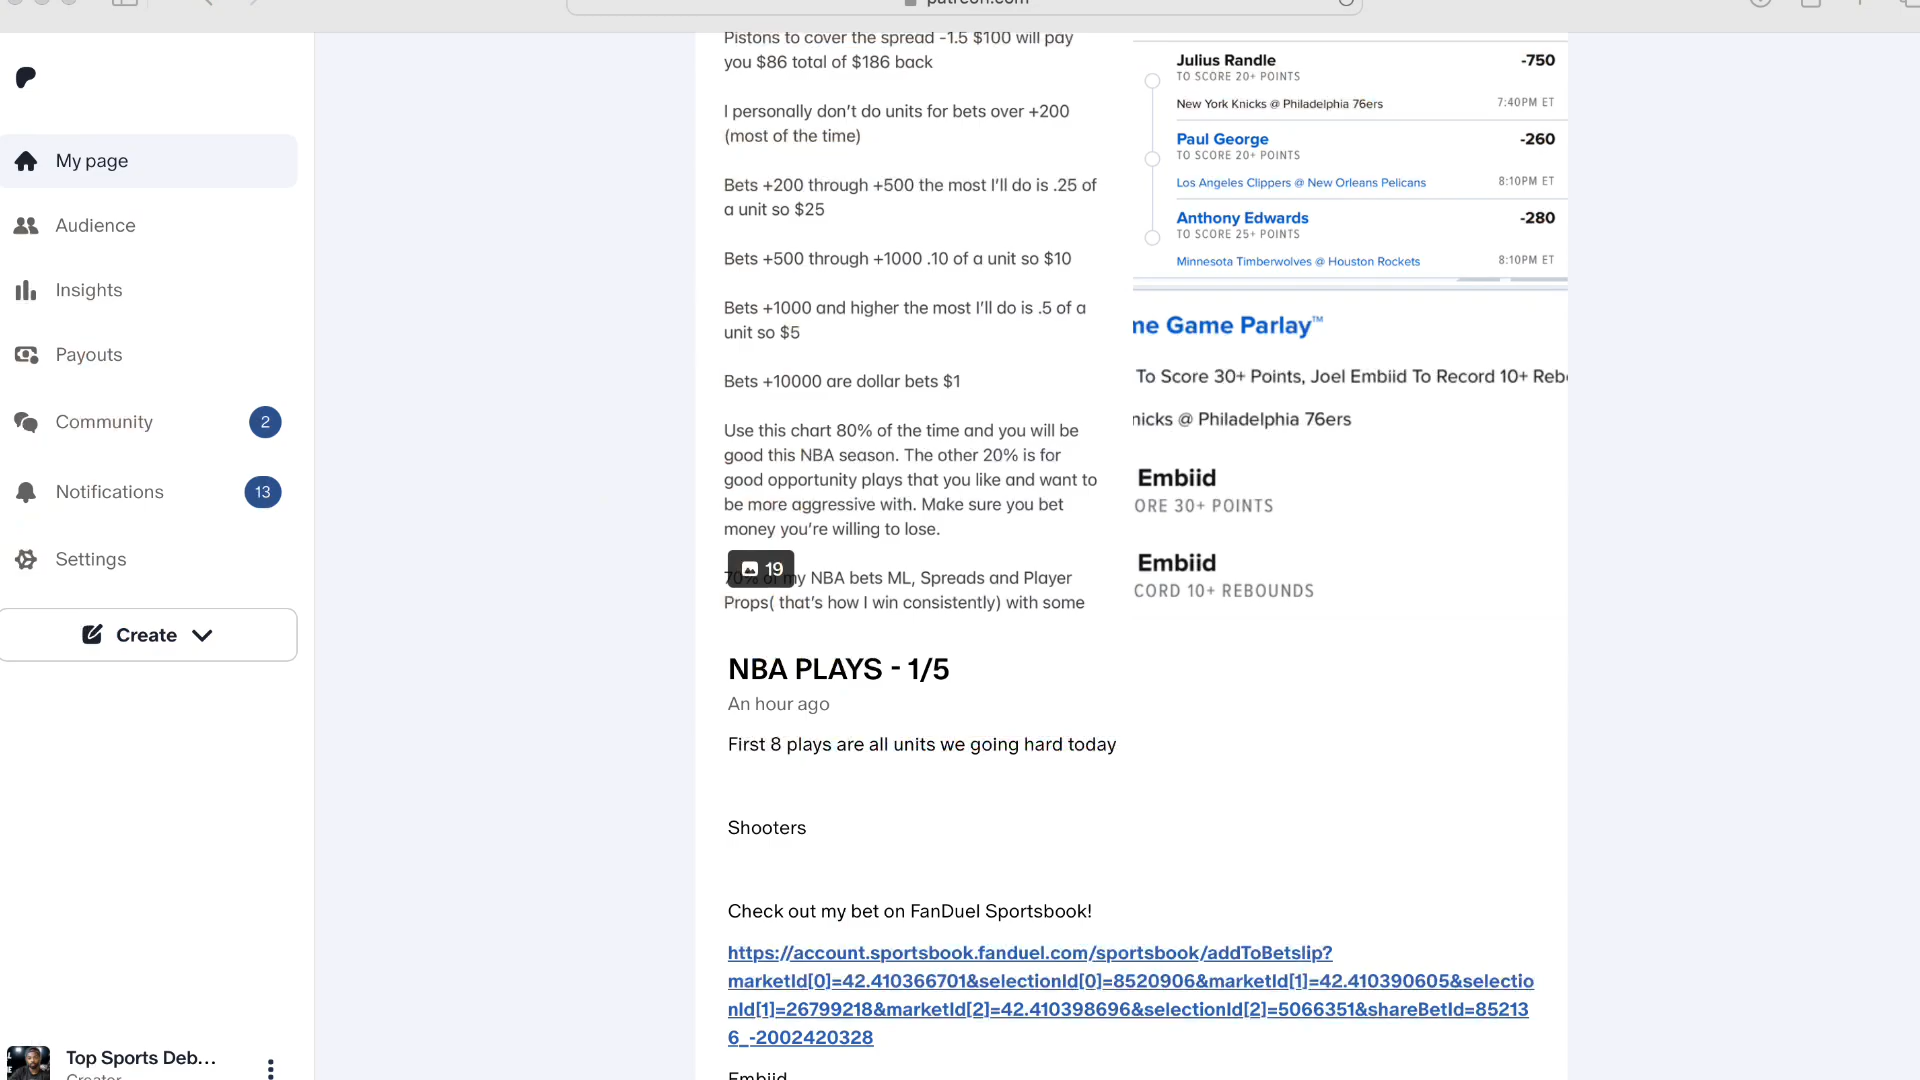 patreon.com
My page
Audience
Insights
Payouts
Community
2
Notifications
13
Settings
Create
Top Sports Deb...
Creator
Pistons to cover the spread -1.5 $100 will pay
you $86 total of $186 back
I personally don't do units for bets over +200
(most of the time)
Bets +200 through +500 the most I'll do is .25 of
a unit so $25
Bets +500 through +1000 .10 of a unit so $10
Bets +1000 and higher the most I'll do is .5 of a
unit so $5
Bets +10000 are dollar bets $1
Use this chart 80% of the time and you will be
good this NBA season. The other 20% is for
good opportunity plays that you like and want to
be more aggressive with. Make sure you bet
money you're willing to lose.
19
70% of my NBA bets ML, Spreads and Player
Props( that's how I win consistently) with some
Julius Randle -750
TO SCORE 20+ POINTS
New York Knicks @ Philadelphia 76ers 7:40PM ET
Paul George -260
TO SCORE 20+ POINTS
Los Angeles Clippers @ New Orleans Pelicans 8:10PM ET
Anthony Edwards -280
TO SCORE 25+ POINTS
Minnesota Timberwolves @ Houston Rockets 8:10PM ET
me Game Parlay™
To Score 30+ Points, Joel Embiid To Record 10+ Reb
nicks @ Philadelphia 76ers
Embiid
ORE 30+ POINTS
Embiid
CORD 10+ REBOUNDS
NBA PLAYS - 1/5
An hour ago
First 8 plays are all units we going hard today
Shooters
Check out my bet on FanDuel Sportsbook!
https://account.sportsbook.fanduel.com/sportsbook/addToBetslip?
marketId[0]=42.410366701&selectionId[0]=8520906&marketId[1]=42.410390605&selectio
nId[1]=26799218&marketId[2]=42.410398696&selectionId[2]=5066351&shareBetId=85213
6_-2002420328
Embiid